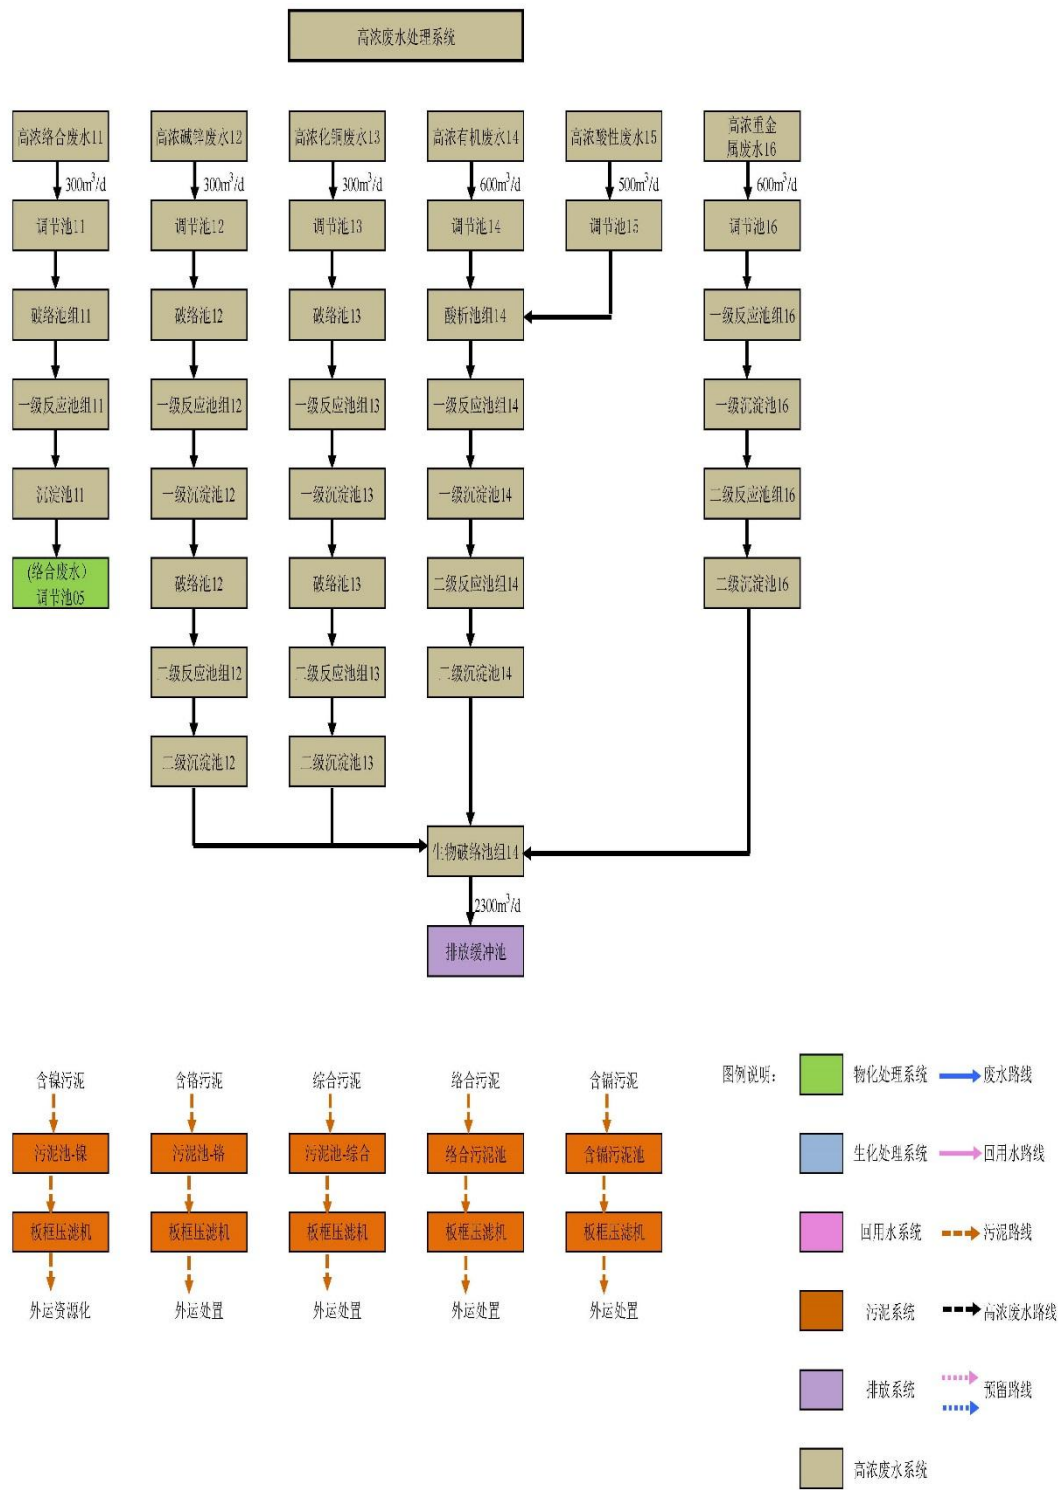 高浓废水处理系统
高浓络合废水11
高浓碱锌废水12
高浓化铜废水13
高浓有机废水14
高浓酸性废水15
高浓重金
属废水16
300m³/d
300m³/d
300m³/d
600m³/d
500m³/d
600m³/d
调节池11
调节池12
调节池13
调节池14
调节池15
调节池16
破络池组11
破络池12
破络池13
酸析池组14
一级反应池组16
一级反应池组11
一级反应池组12
一级反应池组13
一级反应池组14
一级沉淀池16
沉淀池11
一级沉淀池12
一级沉淀池13
一级沉淀池14
二级反应池组16
(络合废水）
调节池05
破络池12
破络池13
二级反应池组14
二级沉淀池16
二级反应池组12
二级反应池组13
二级沉淀池14
二级沉淀池12
二级沉淀池13
生物破络池组14
2300m³/d
排放缓冲池
含镍污泥
含铬污泥
综合污泥
络合污泥
含镉污泥
污泥池-镍
污泥池-铬
污泥池-综合
络合污泥池
含镉污泥池
板框压滤机
板框压滤机
板框压滤机
板框压滤机
板框压滤机
外运资源化
外运处置
外运处置
外运处置
外运处置
图例说明：
物化处理系统
废水路线
生化处理系统
回用水路线
回用水系统
污泥路线
污泥系统
高浓废水路线
排放系统
预留路线
高浓废水系统